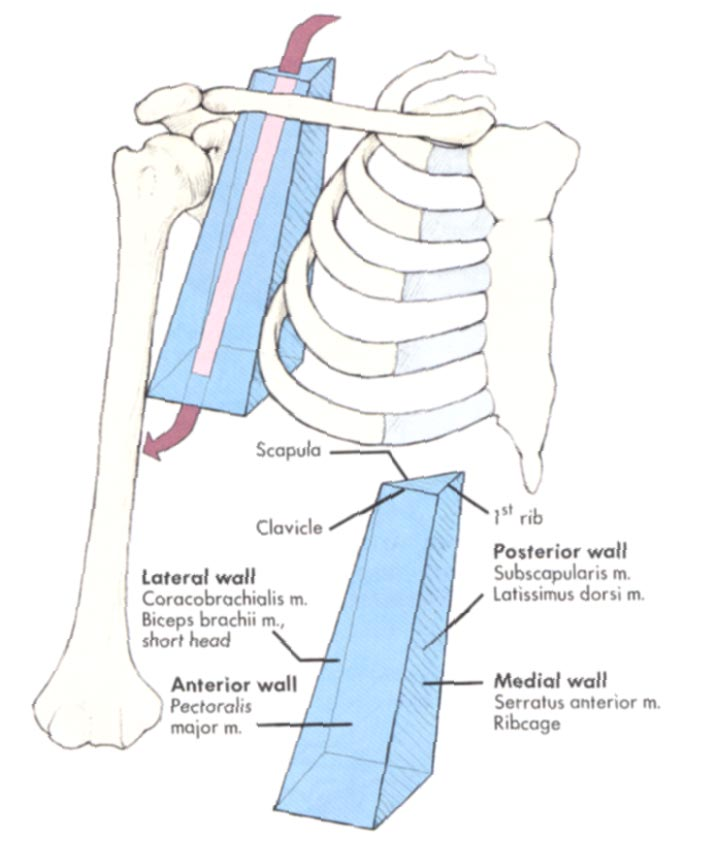 Scapula
Clavicle
1st rib
Posterior wall
Subscapularis m.
Latissimus dorsi m.
Lateral wall
Coracobrachialis m.
Biceps brachii m.,
short head
Anterior wall
Pectoralis
major m.
Medial wall
Serratus anterior m.
Ribcage